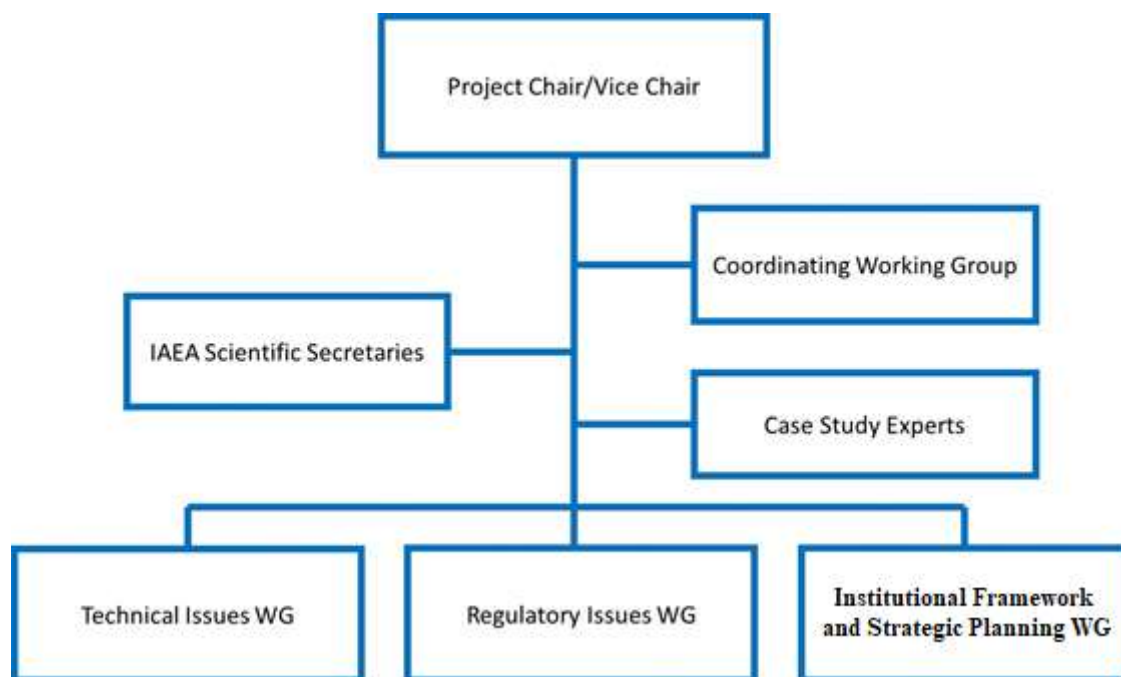 Project Chair/Vice Chair
Coordinating Working Group
IAEA Scientific Secretaries
Case Study Experts
Technical Issues WG
Regulatory Issues WG
Institutional Framework
and Strategic Planning WG